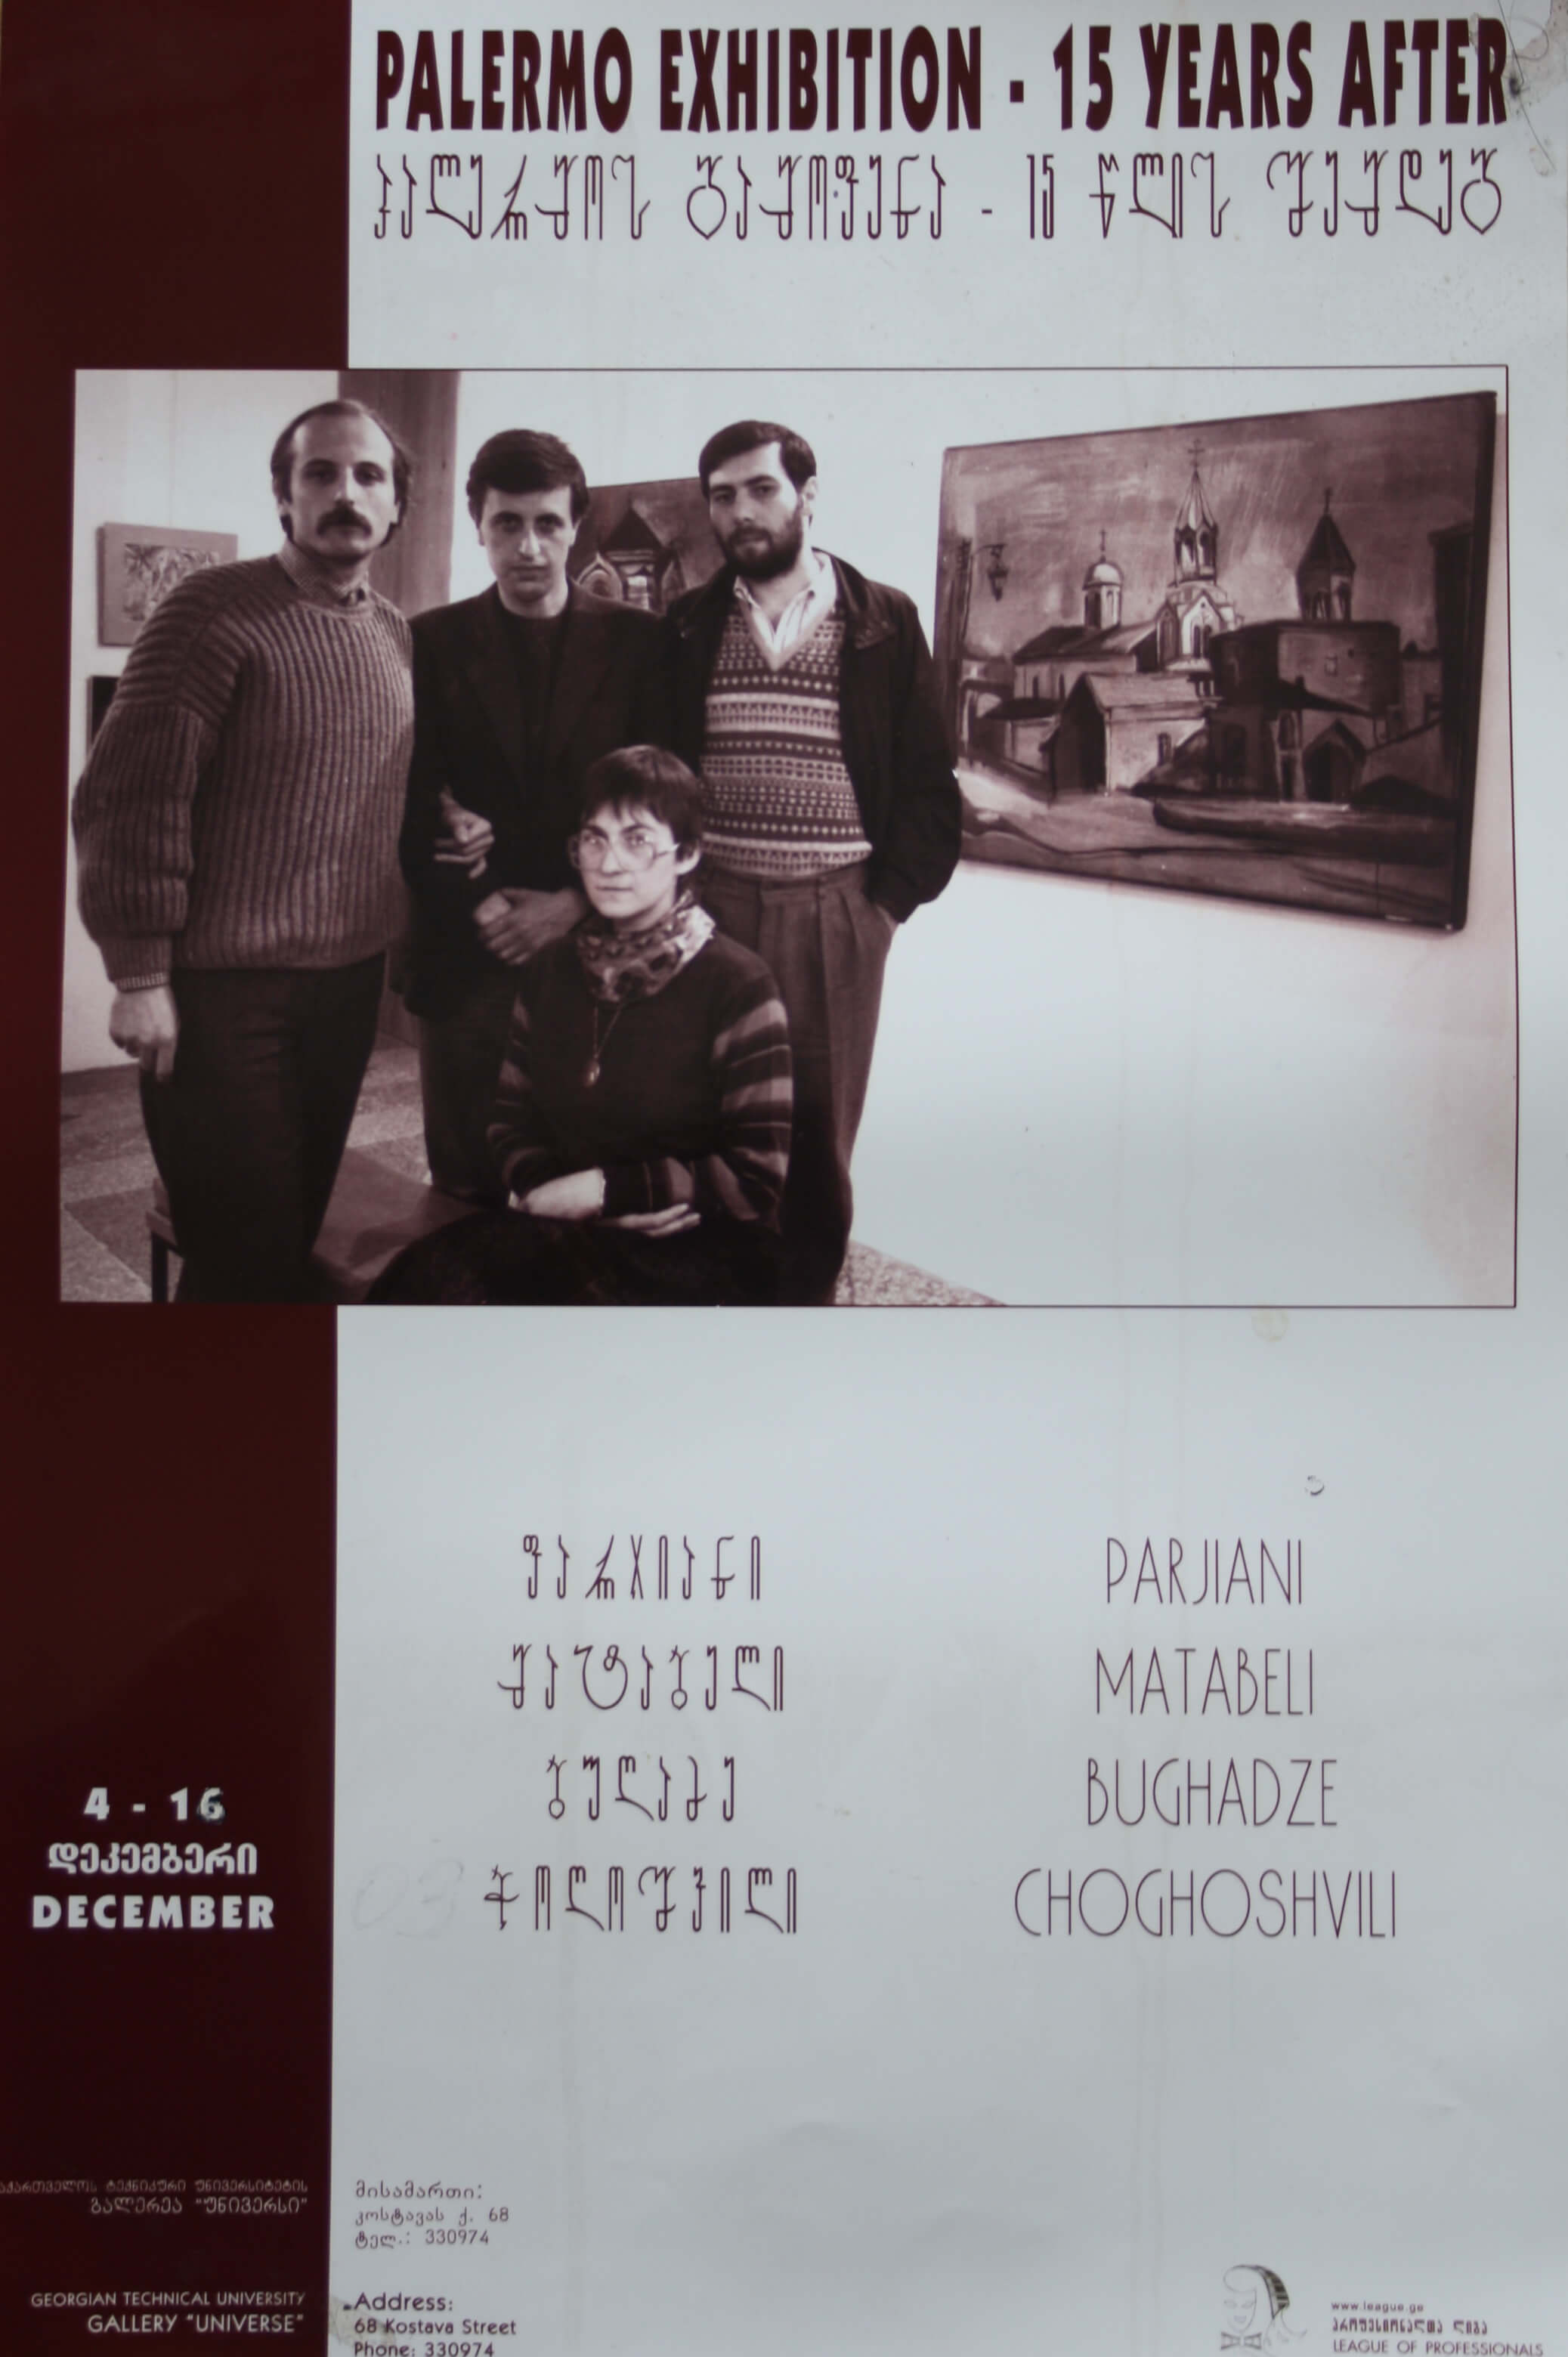 PALERMO EXHIBITION - 15 YEARS AFTER
პალერმოს გამოფენა - 15 წლის შემდეგ
ფარჯიანი
მატაბელი
ბუღაძე
ჭოღოშვილი
PARJIANI
MATABELI
BUGHADZE
CHOGHOSHVILI
4 - 16
დეკემბერი
DECEMBER
საქართველოს ტექნიკური უნივერსიტეტის
გალერეა "უნივერსი"
GEORGIAN TECHNICAL UNIVERSITY
GALLERY "UNIVERSE"
მისამართი:
კოსტავას ქ. 68
ტელ.: 330974
Address:
68 Kostava Street
Phone: 330974
www.league.ge
პროფესიონალთა ლიგა
LEAGUE OF PROFESSIONALS